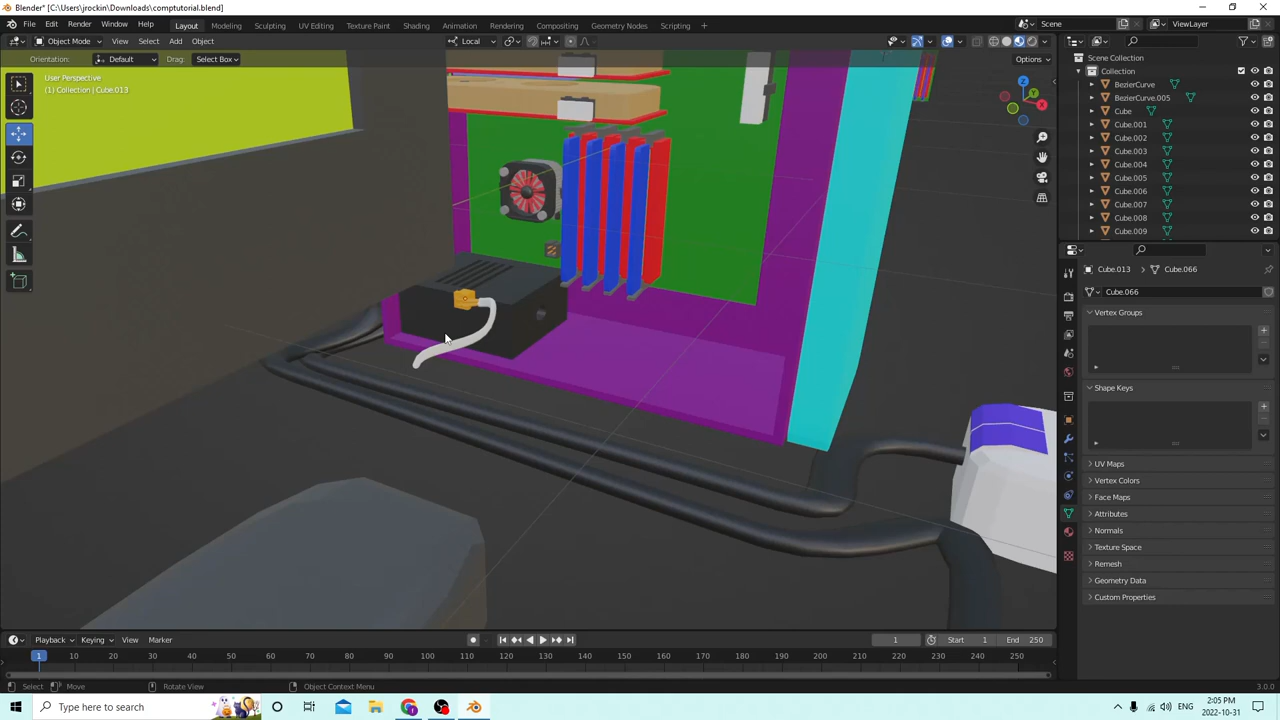 Blender* [C:\Users\jrockin\Downloads\comptutorial.blend]
File Edit Render Window Help Layout Modeling Sculpting UV Editing Texture Paint Shading Animation Rendering Compositing Geometry Nodes Scripting + Scene ViewLayer
Object Mode View Select Add Object Local
Orientation: Default Drag: Select Box Options
User Perspective
(1) Collection | Cube.013
Z
Y
X
Scene Collection
Collection
BezierCurve
BezierCurve.005
Cube
Cube.001
Cube.002
Cube.003
Cube.004
Cube.005
Cube.006
Cube.007
Cube.008
Cube.009
Cube.013 > Cube.066
Cube.066
Vertex Groups
Shape Keys
UV Maps
Vertex Colors
Face Maps
Attributes
Normals
Texture Space
Remesh
Geometry Data
Custom Properties
Playback Keying View Marker 1 Start 1 End 250
1 10 20 30 40 50 60 70 80 90 100 110 120 130 140 150 160 170 180 190 200 210 220 230 240 250
Select Move Rotate View Object Context Menu 3.0.0
Type here to search
2:05 PM
2022-10-31